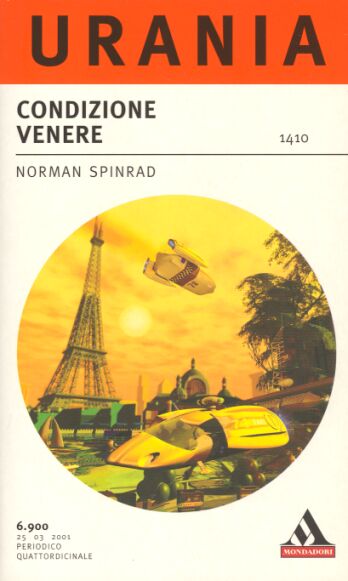 URANIA
CONDIZIONE
VENERE
1410
NORMAN SPINRAD
6.900
25 03 2001
PERIODICO
QUATTORDICINALE
MONDADORI